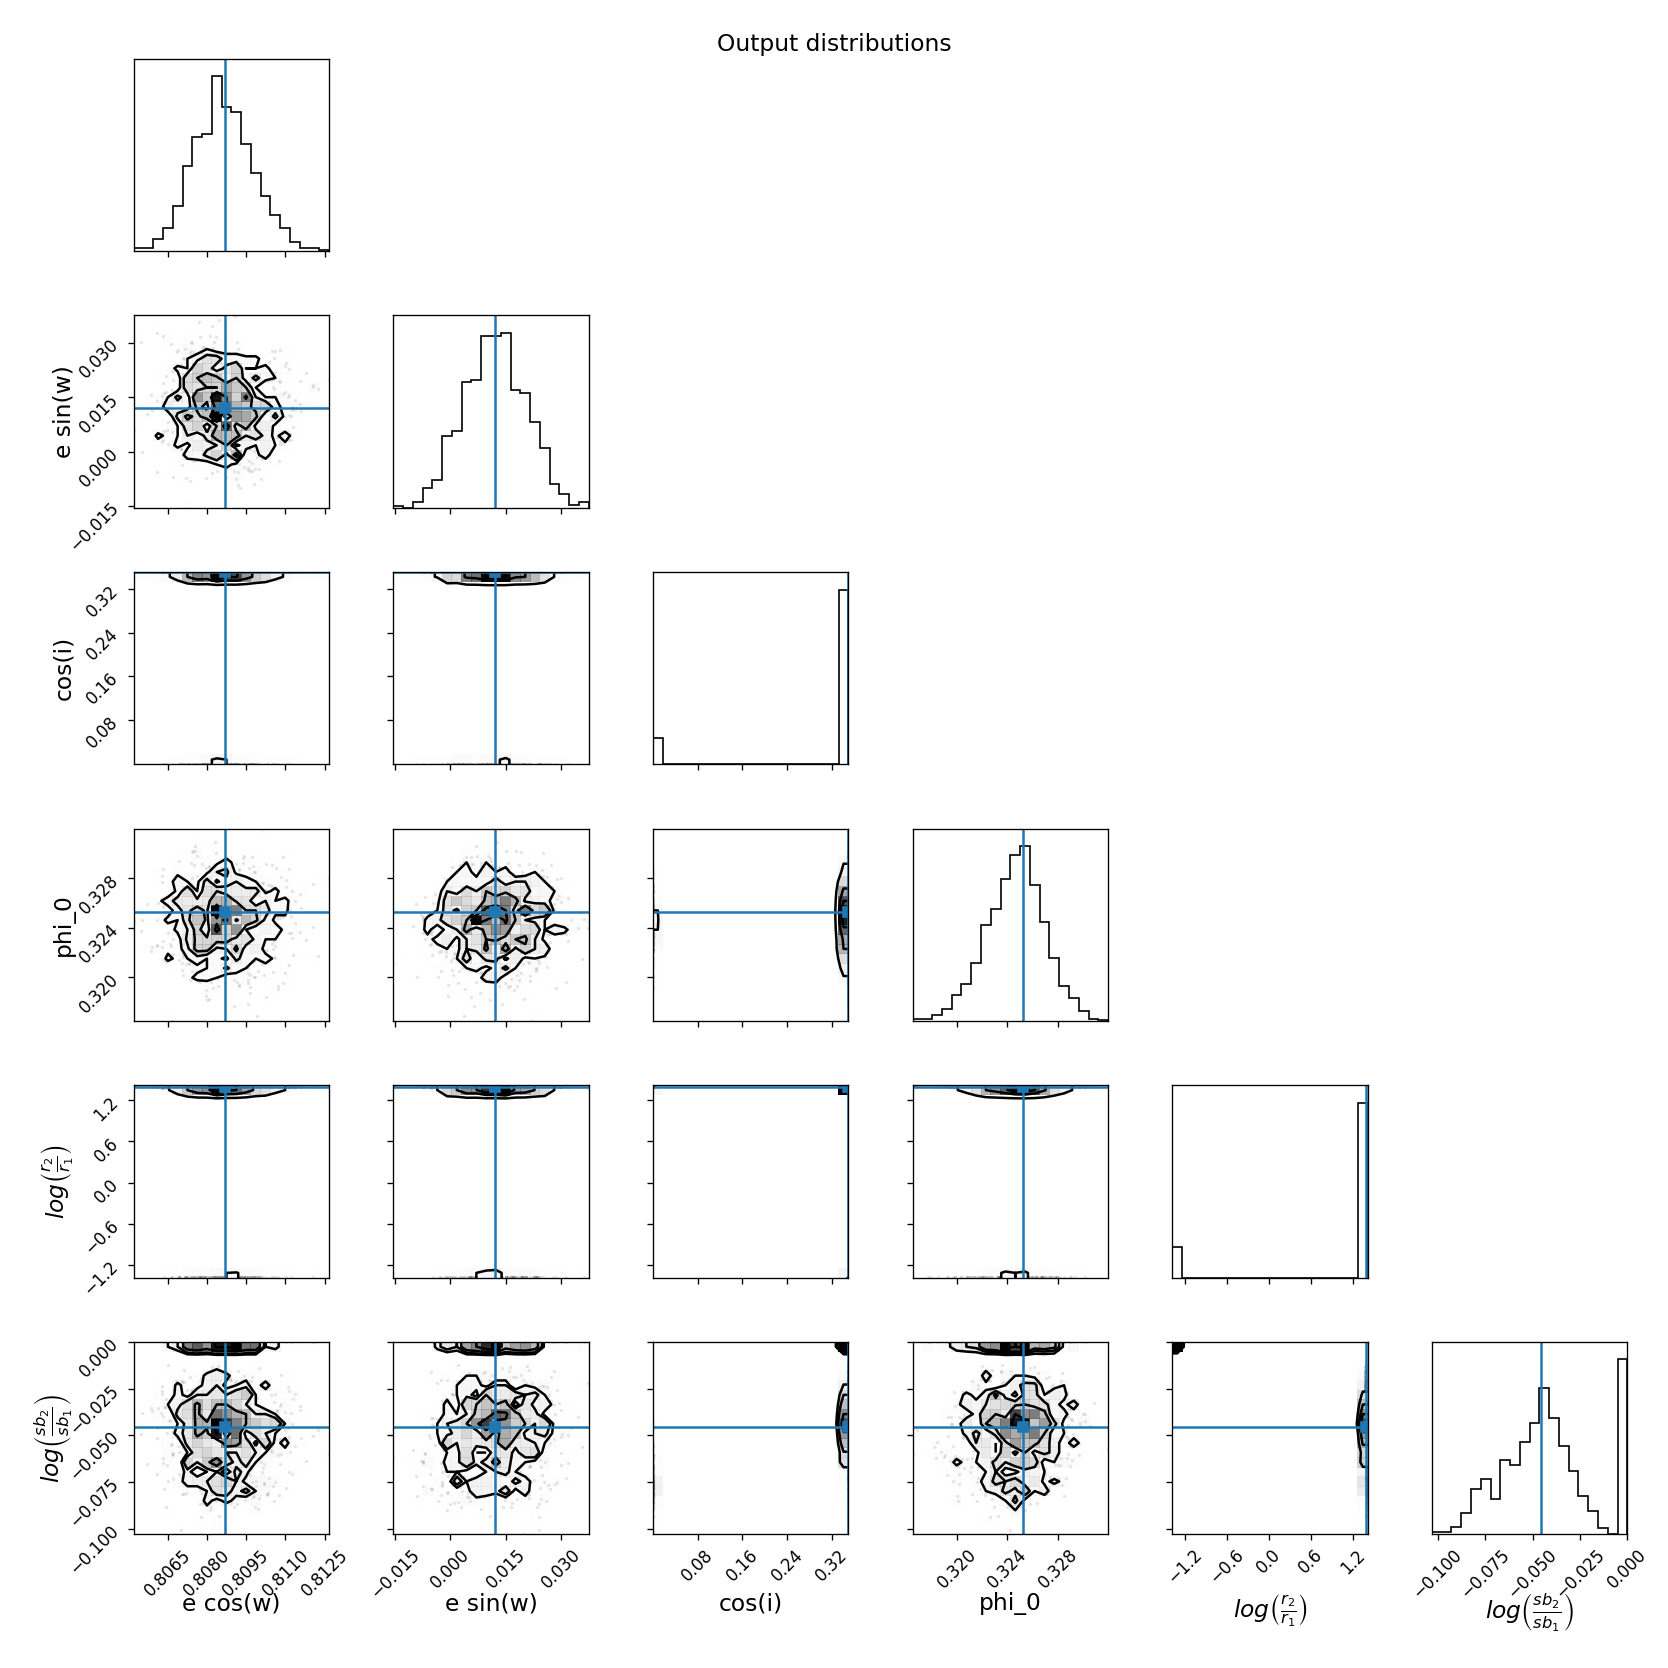 Output distributions
e sin(w)
0.030
0.015
0.000
−0.015
cos(i)
0.32
0.24
0.16
0.08
phi_0
0.328
0.324
0.320
log(r2/r1)
1.2
0.6
0.0
−0.6
−1.2
log(sb2/sb1)
0.000
−0.025
−0.050
−0.075
−0.100
0.8065 0.8080 0.8095 0.8110 0.8125
e cos(w)
−0.015 0.000 0.015 0.030
e sin(w)
0.08 0.16 0.24 0.32
cos(i)
0.320 0.324 0.328
phi_0
−1.2 −0.6 0.0 0.6 1.2
log(r2/r1)
−0.100 −0.075 −0.050 −0.025 0.000
log(sb2/sb1)